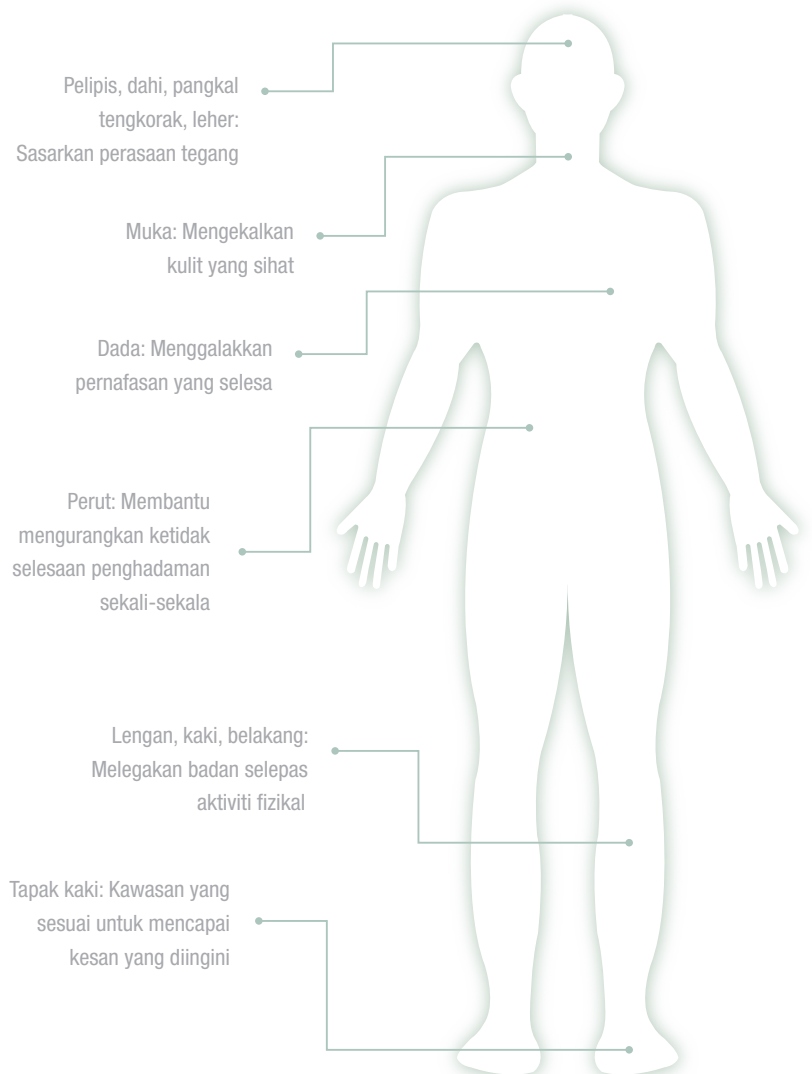 Pelipis, dahi, pangkal
tengkorak, leher:
Sasarkan perasaan tegang
Muka: Mengekalkan
kulit yang sihat
Dada: Menggalakkan
pernafasan yang selesa
Perut: Membantu
mengurangkan ketidak
selesaan penghadaman
sekali-sekala
Lengan, kaki, belakang:
Melegakan badan selepas
aktiviti fizikal
Tapak kaki: Kawasan yang
sesuai untuk mencapai
kesan yang diingini